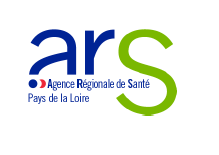 ars
Agence Régionale de Santé
Pays de la Loire